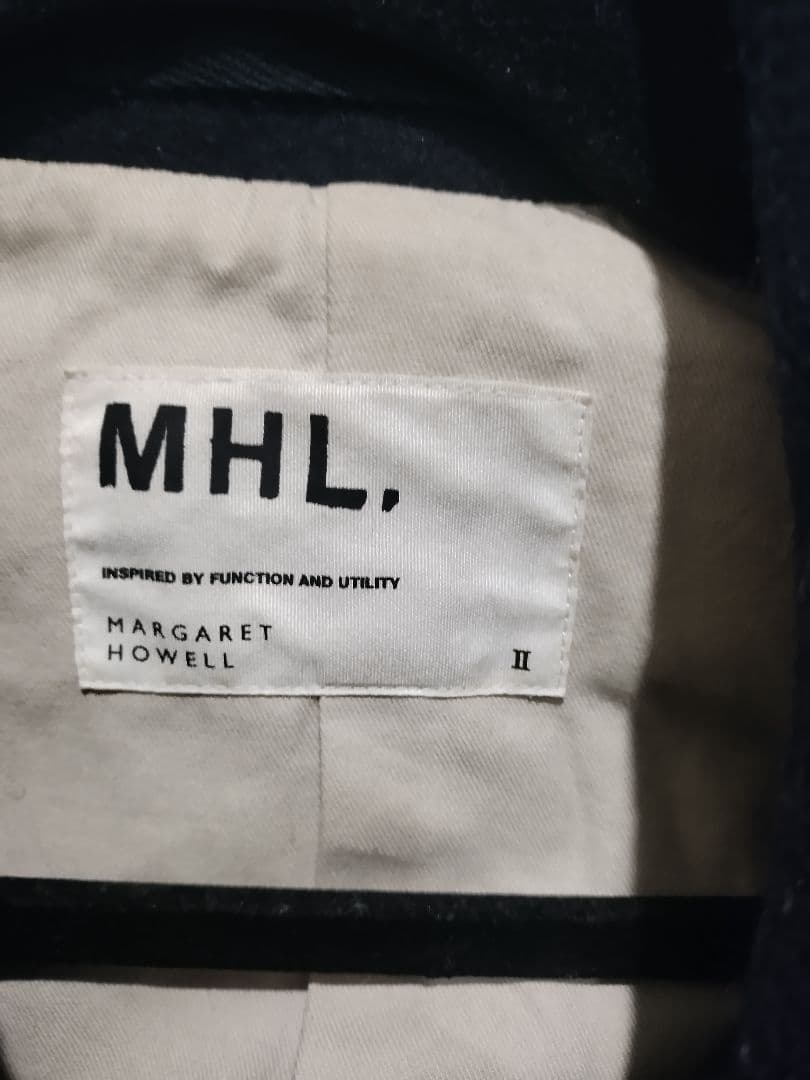 MHL.
INSPIRED BY FUNCTION AND UTILITY
MARGARET
HOWELL
II